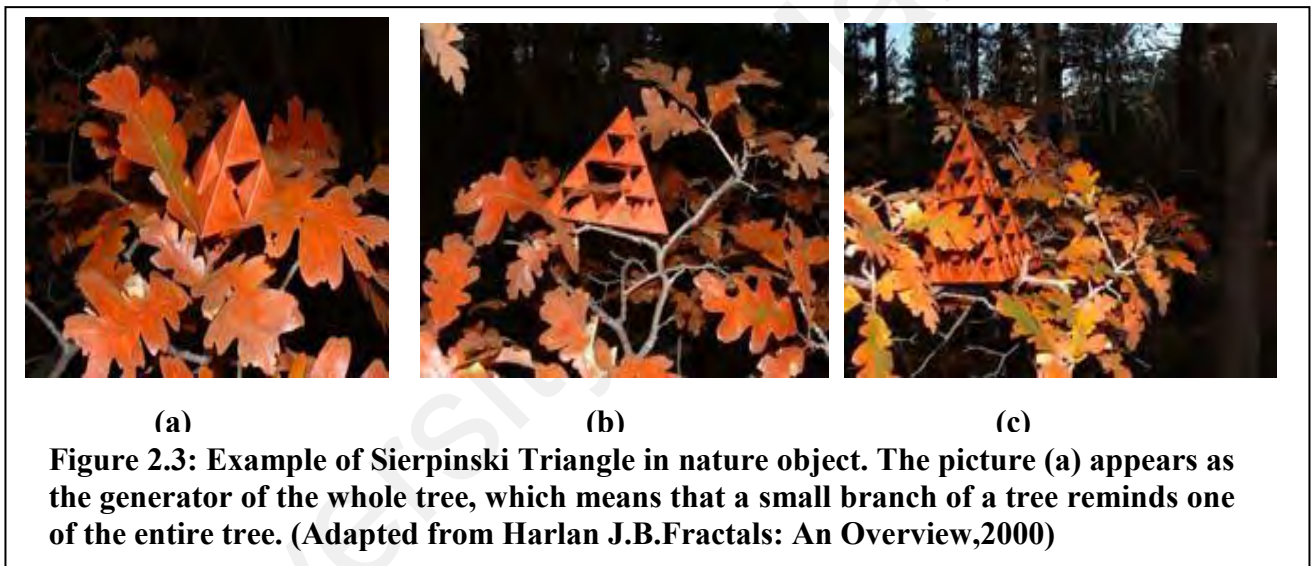 (a) (b) (c)
Figure 2.3: Example of Sierpinski Triangle in nature object. The picture (a) appears as
the generator of the whole tree, which means that a small branch of a tree reminds one
of the entire tree. (Adapted from Harlan J.B.Fractals: An Overview,2000)